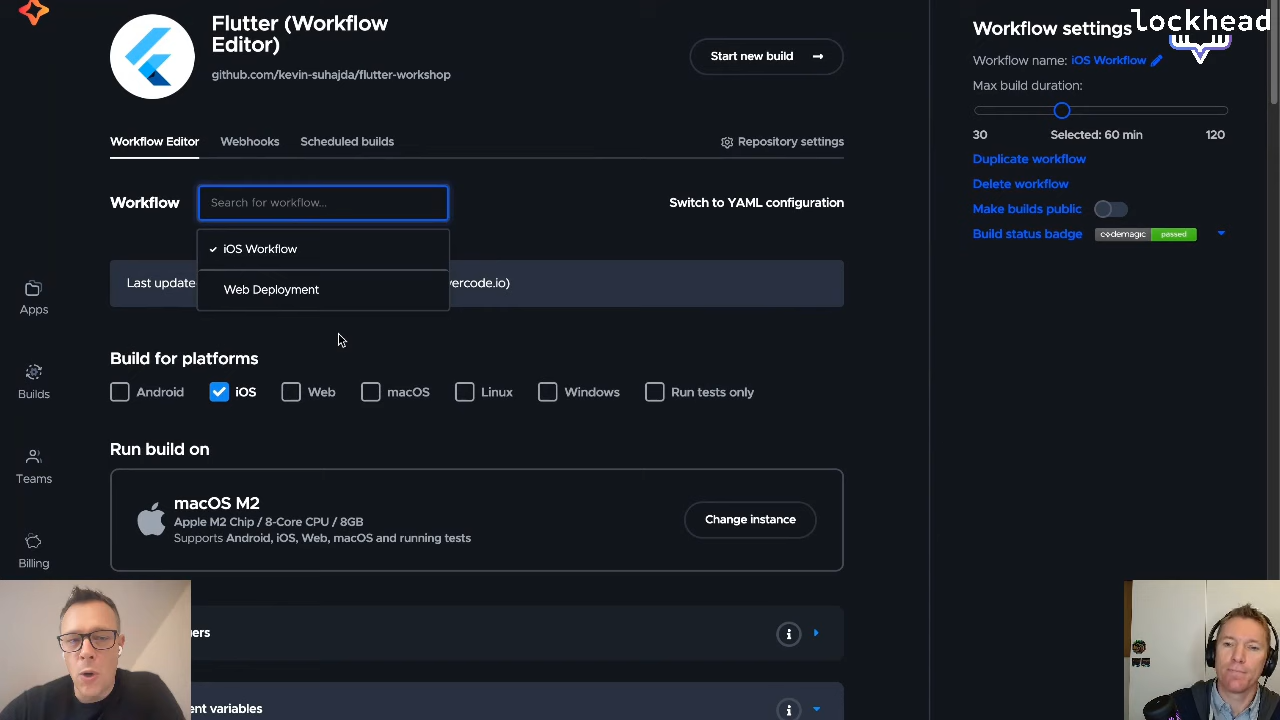 Flutter (Workflow
Editor)
github.com/kevin-suhajda/flutter-workshop
Start new build
lockhead
Workflow settings
Workflow name: iOS Workflow
Max build duration:
30 Selected: 60 min 120
Duplicate workflow
Delete workflow
Make builds public
Build status badge codemagic passed
Workflow Editor Webhooks Scheduled builds Repository settings
Workflow Search for workflow... Switch to YAML configuration
iOS Workflow
Last update vercode.io)
Web Deployment
Build for platforms
Android iOS Web macOS Linux Windows Run tests only
Run build on
macOS M2
Apple M2 Chip / 8-Core CPU / 8GB
Supports Android, iOS, Web, macOS and running tests
Change instance
Apps
Builds
Teams
Billing